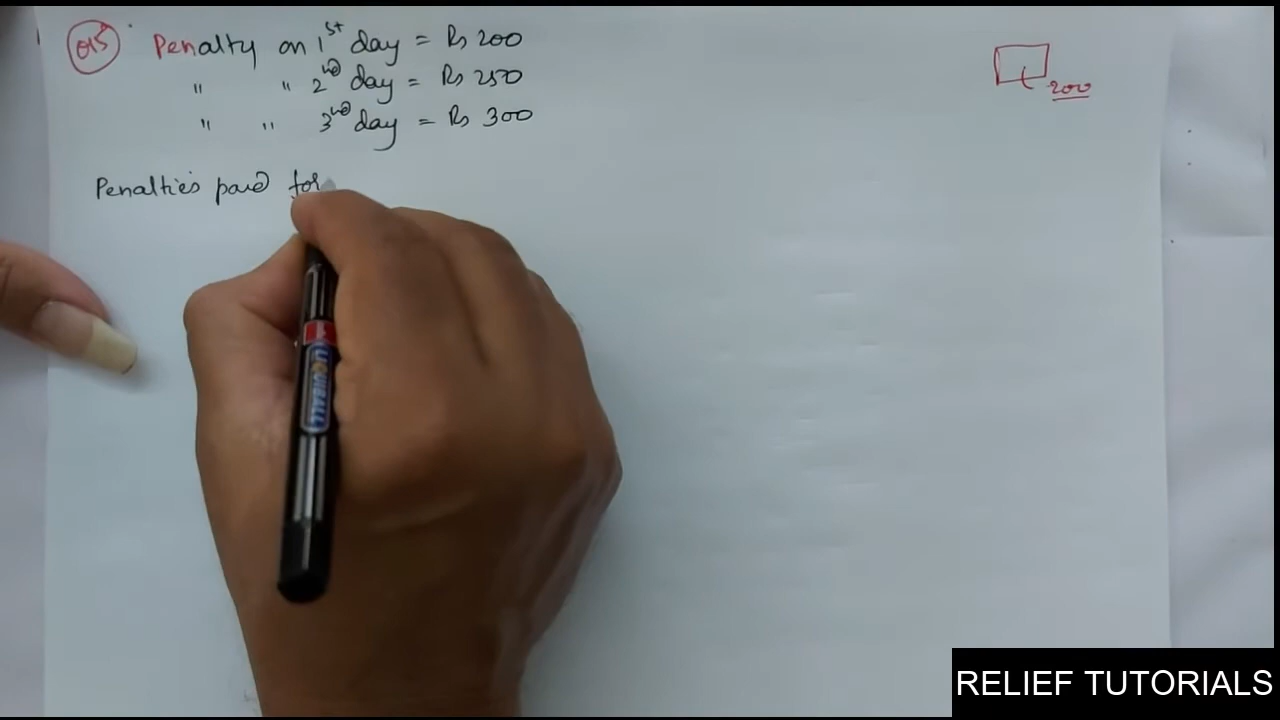 Q15 Penalty on 1st day = Rs 200
" " 2nd day = Rs 250
" " 3rd day = Rs 300
200
Penalties paid for
LIQUIBALL
RELIEF TUTORIALS